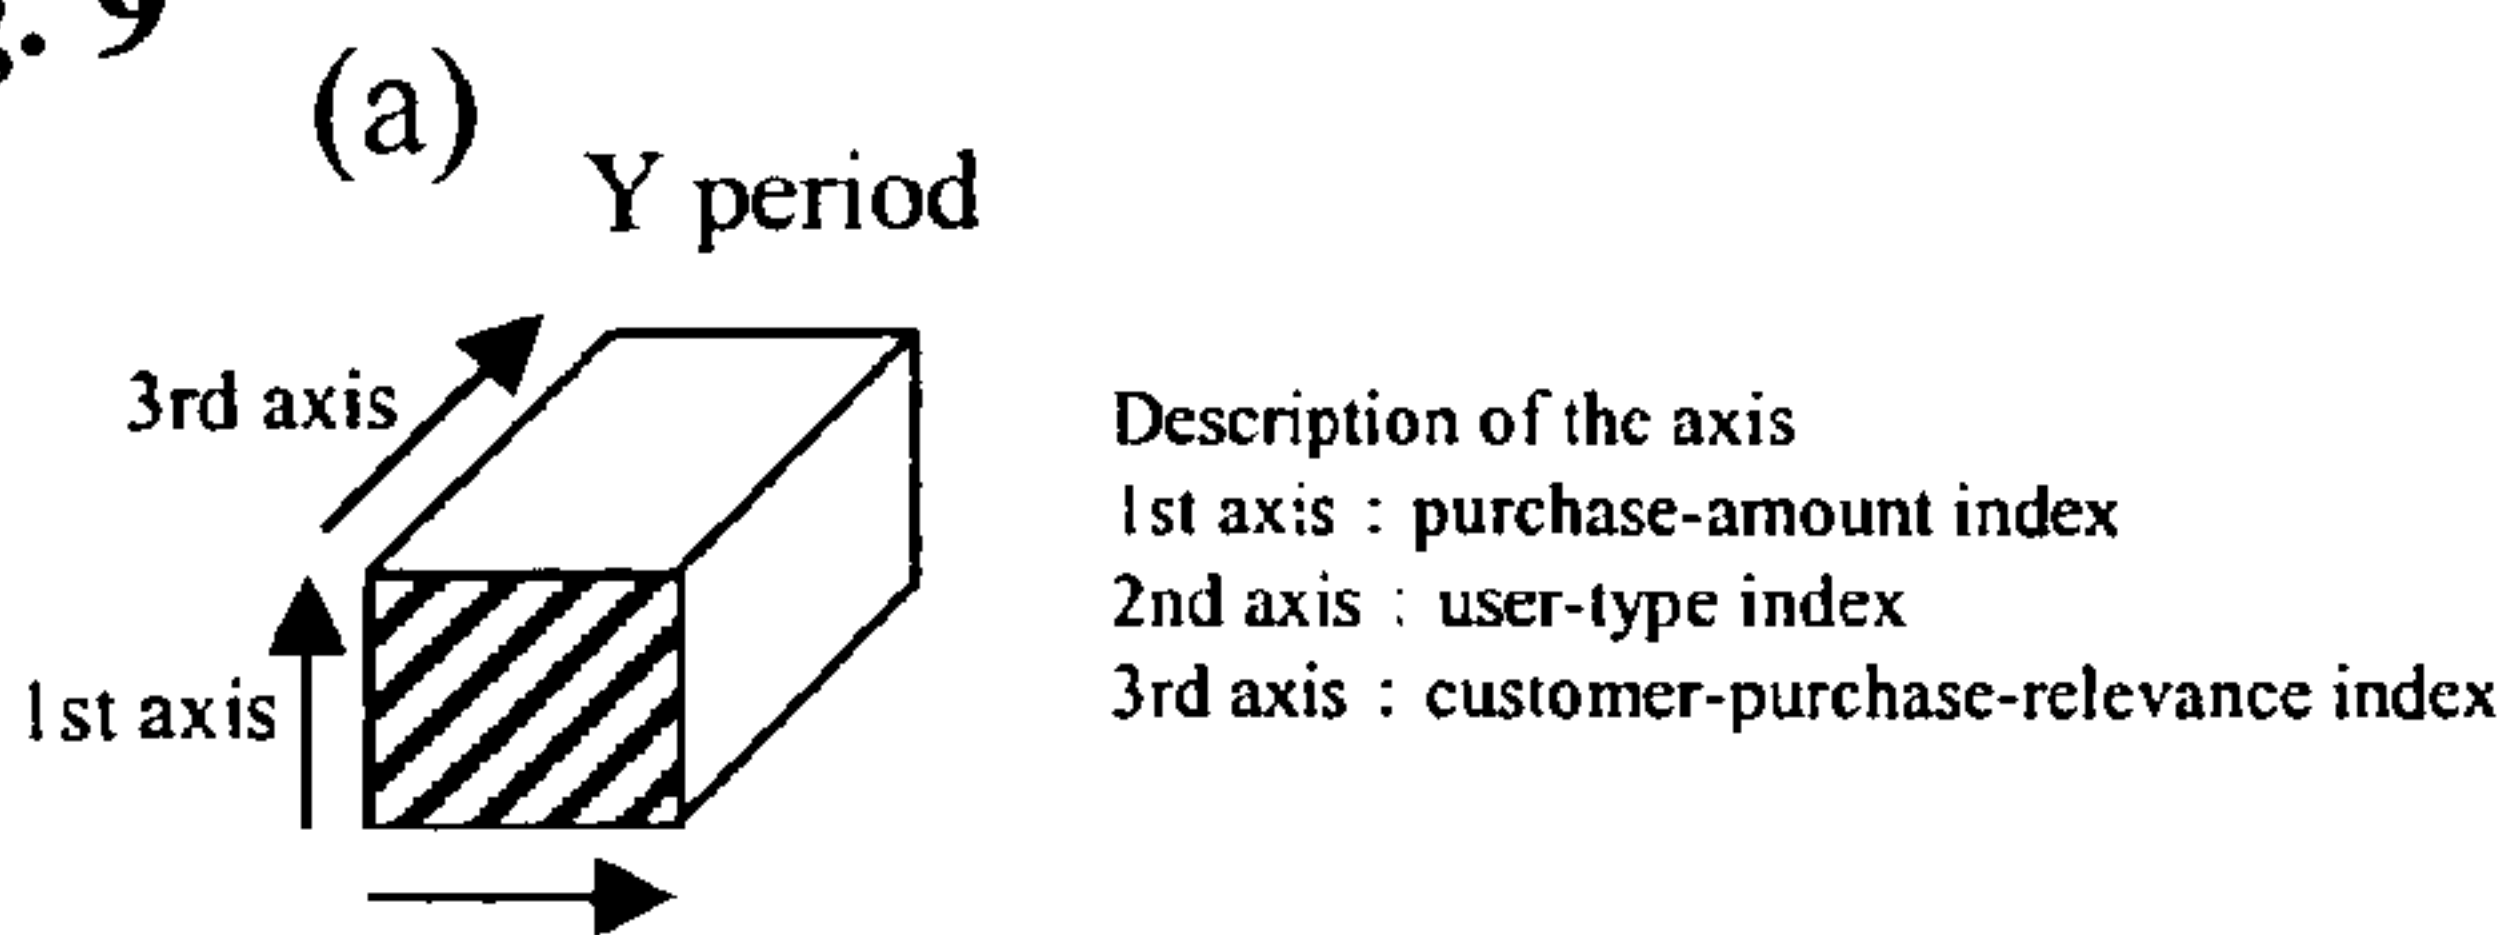 . 9
(a)
Y period
3rd axis
1st axis
Description of the axis
1st axis : purchase-amount index
2nd axis : user-type index
3rd axis : customer-purchase-relevance index